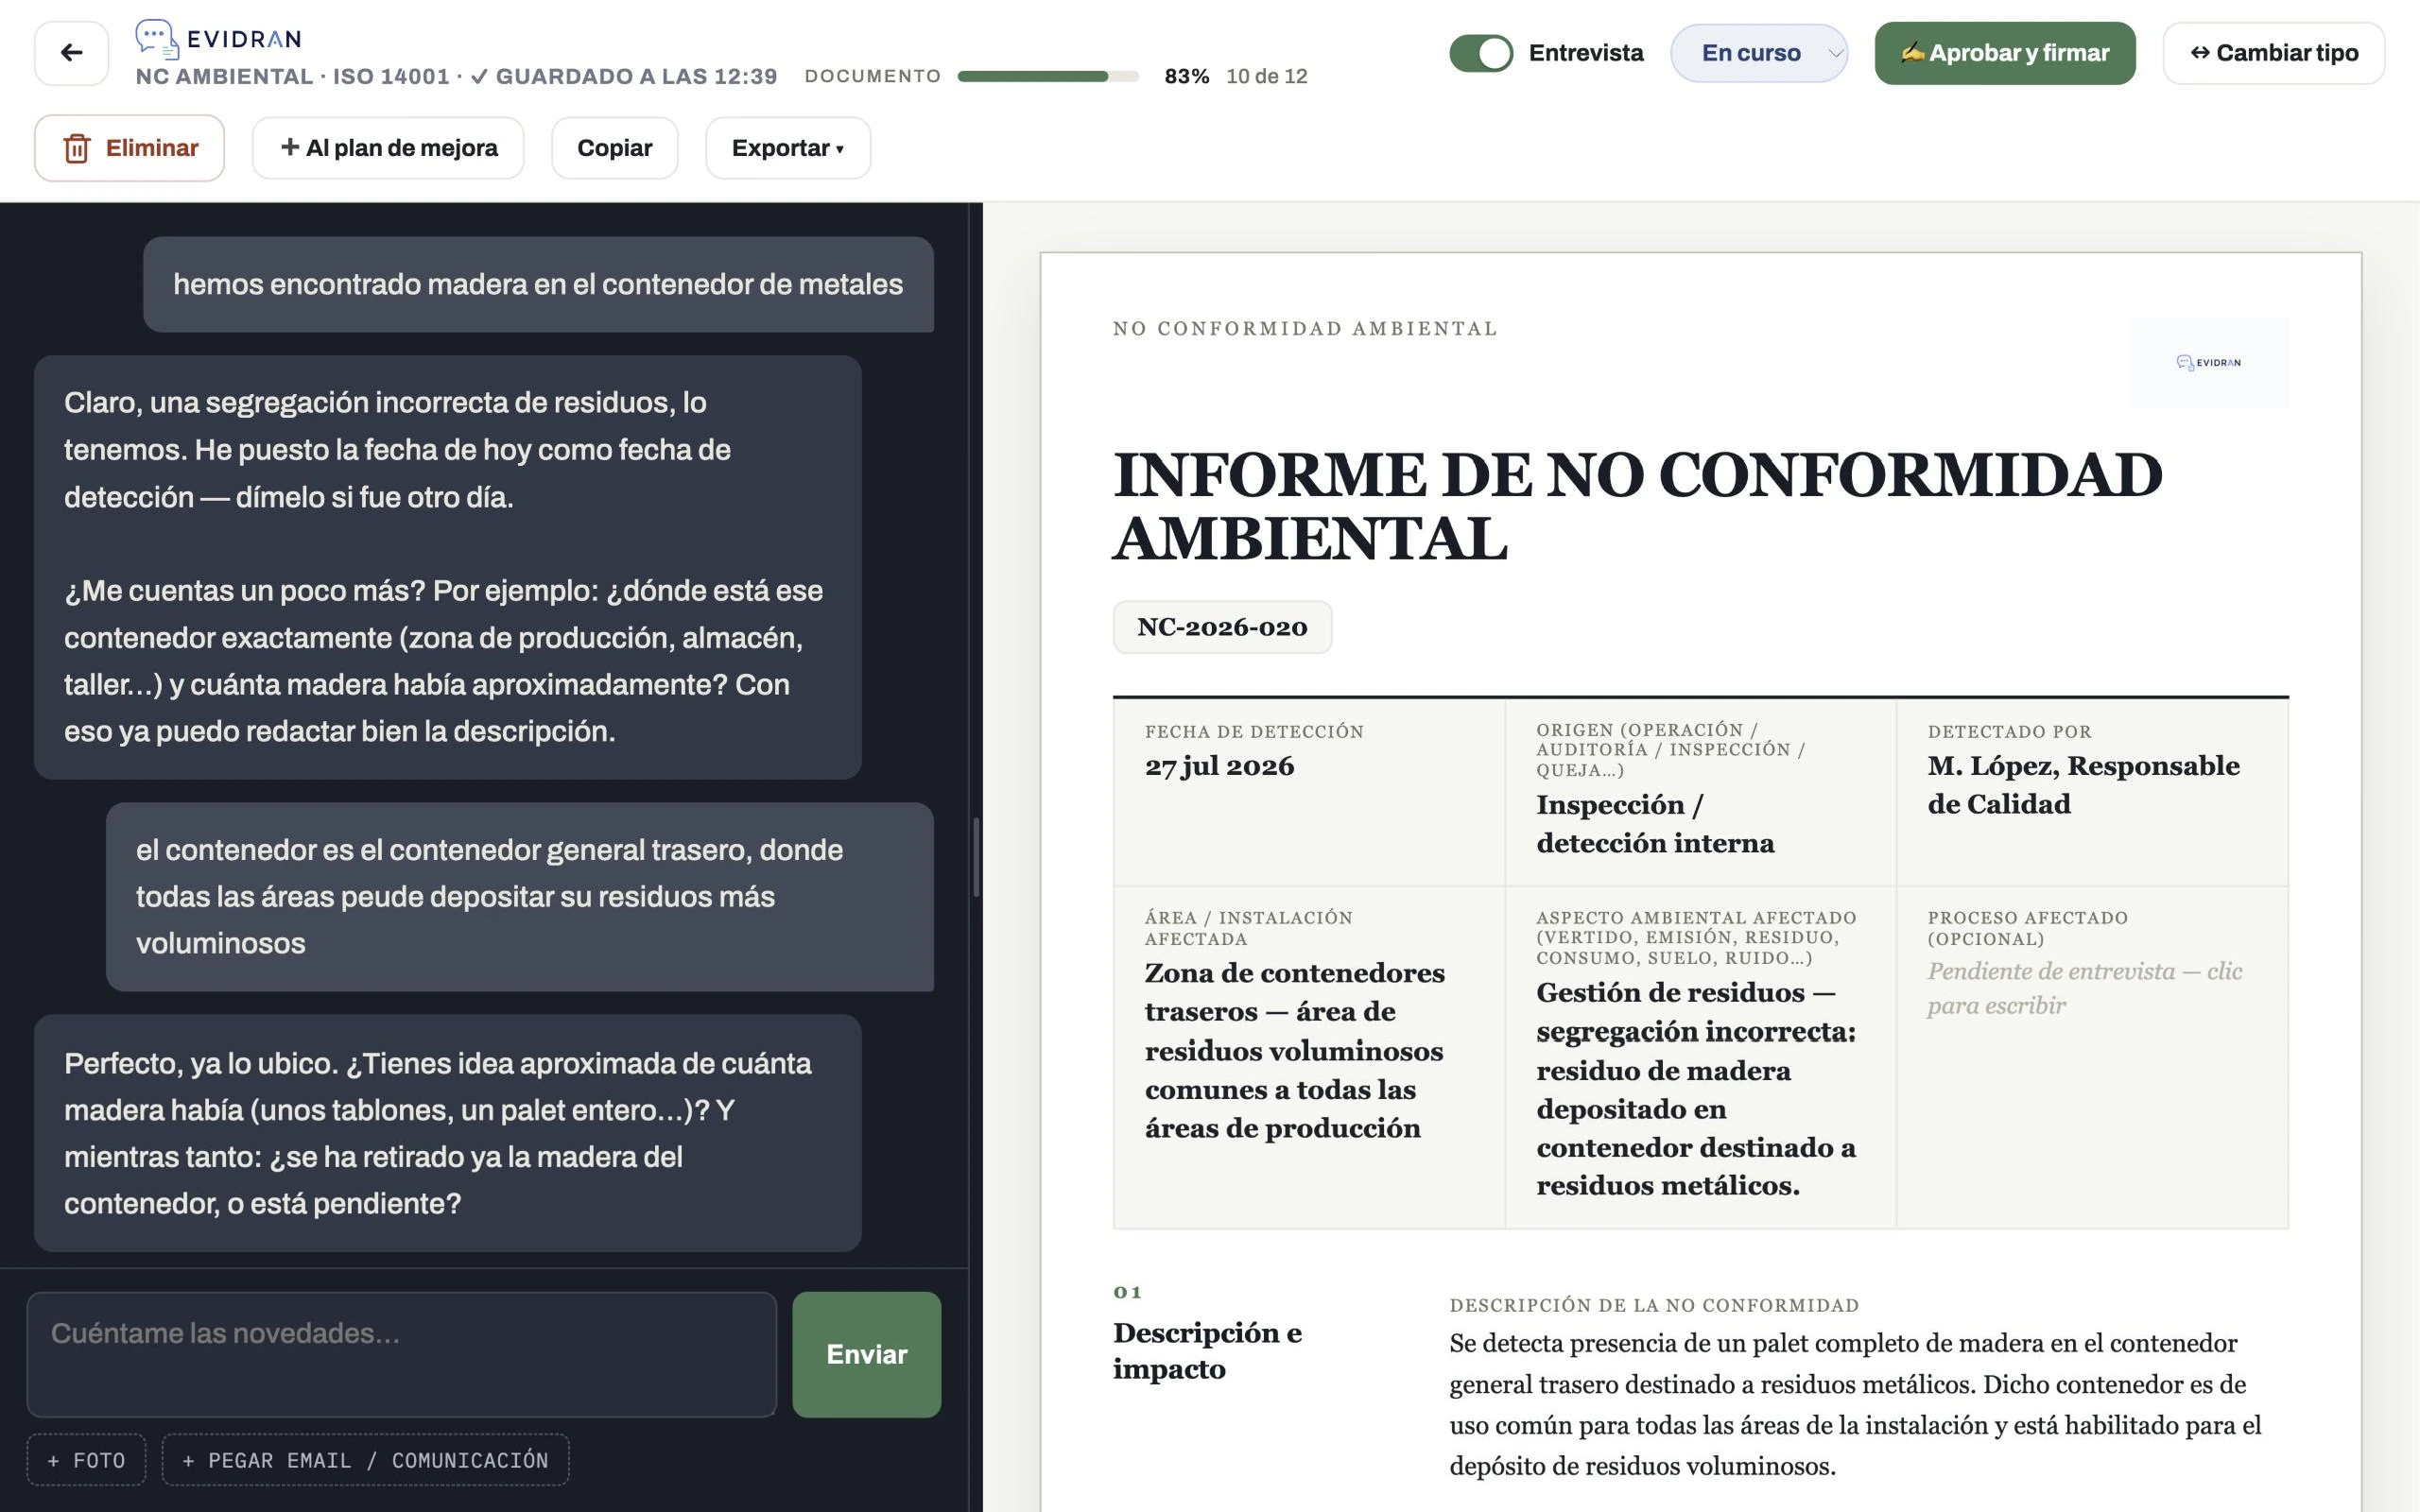 EVIDRAN
NC AMBIENTAL · ISO 14001 · ✓ GUARDADO A LAS 12:39
DOCUMENTO
83%
10 de 12
Entrevista
En curso
✍ Aprobar y firmar
↔ Cambiar tipo
Eliminar
+ Al plan de mejora
Copiar
Exportar ▾
hemos encontrado madera en el contenedor de metales
Claro, una segregación incorrecta de residuos, lo
tenemos. He puesto la fecha de hoy como fecha de
detección — dímelo si fue otro día.
¿Me cuentas un poco más? Por ejemplo: ¿dónde está ese
contenedor exactamente (zona de producción, almacén,
taller...) y cuánta madera había aproximadamente? Con
eso ya puedo redactar bien la descripción.
el contenedor es el contenedor general trasero, donde
todas las áreas peude depositar su residuos más
voluminosos
Perfecto, ya lo ubico. ¿Tienes idea aproximada de cuánta
madera había (unos tablones, un palet entero...)? Y
mientras tanto: ¿se ha retirado ya la madera del
contenedor, o está pendiente?
Cuéntame las novedades...
Enviar
+ FOTO
+ PEGAR EMAIL / COMUNICACIÓN
NO CONFORMIDAD AMBIENTAL
EVIDRAN
INFORME DE NO CONFORMIDAD
AMBIENTAL
NC-2026-020
FECHA DE DETECCIÓN
27 jul 2026
ORIGEN (OPERACIÓN /
AUDITORÍA / INSPECCIÓN /
QUEJA...)
Inspección /
detección interna
DETECTADO POR
M. López, Responsable
de Calidad
ÁREA / INSTALACIÓN
AFECTADA
Zona de contenedores
traseros — área de
residuos voluminosos
comunes a todas las
áreas de producción
ASPECTO AMBIENTAL AFECTADO
(VERTIDO, EMISIÓN, RESIDUO,
CONSUMO, SUELO, RUIDO...)
Gestión de residuos —
segregación incorrecta:
residuo de madera
depositado en
contenedor destinado a
residuos metálicos.
PROCESO AFECTADO
(OPCIONAL)
Pendiente de entrevista — clic
para escribir
01
Descripción e
impacto
DESCRIPCIÓN DE LA NO CONFORMIDAD
Se detecta presencia de un palet completo de madera en el contenedor
general trasero destinado a residuos metálicos. Dicho contenedor es de
uso común para todas las áreas de la instalación y está habilitado para el
depósito de residuos voluminosos.